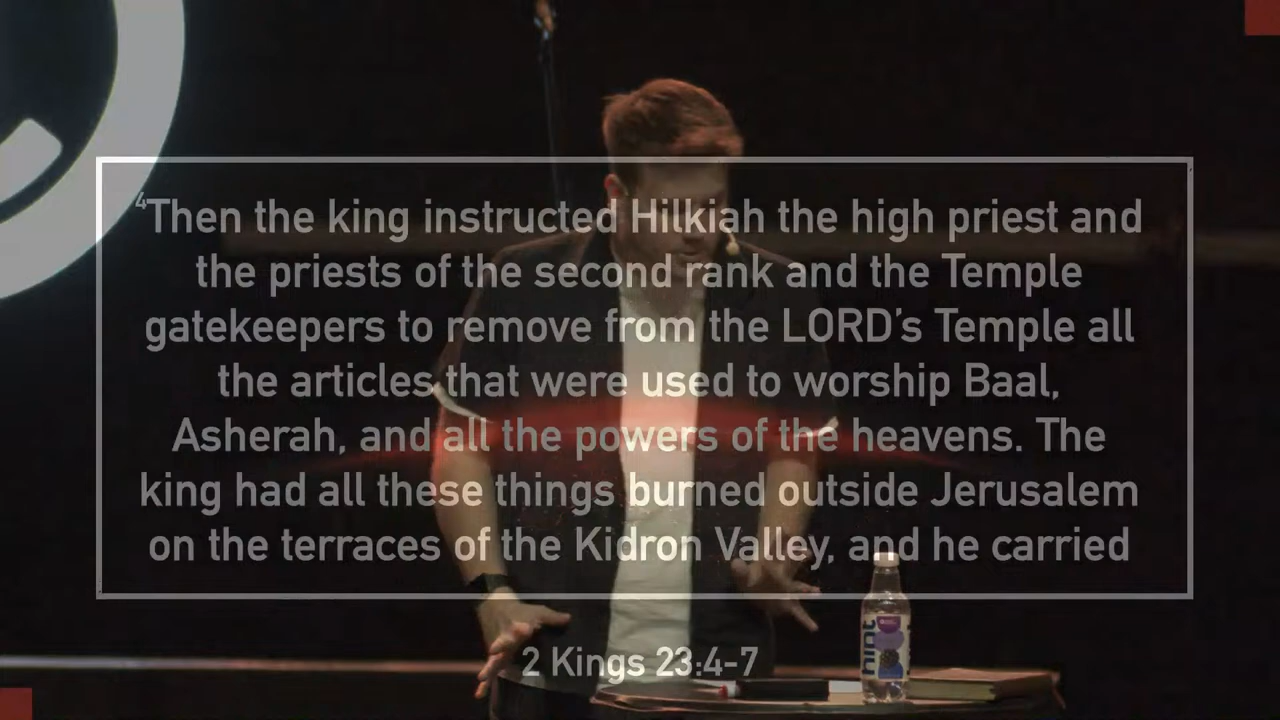 4Then the king instructed Hilkiah the high priest and
the priests of the second rank and the Temple
gatekeepers to remove from the LORD's Temple all
the articles that were used to worship Baal,
Asherah, and all the powers of the heavens. The
king had all these things burned outside Jerusalem
on the terraces of the Kidron Valley, and he carried
2 Kings 23:4-7
hint